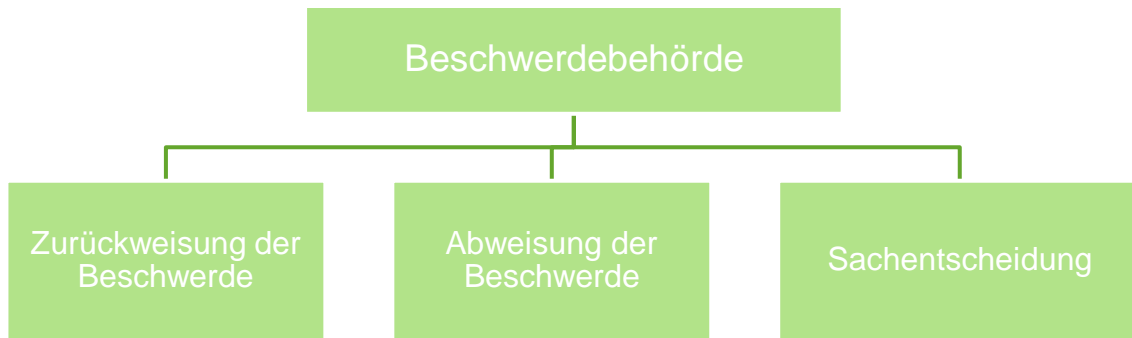 Beschwerdebehörde
Zurückweisung der
Beschwerde
Abweisung der
Beschwerde
Sachentscheidung